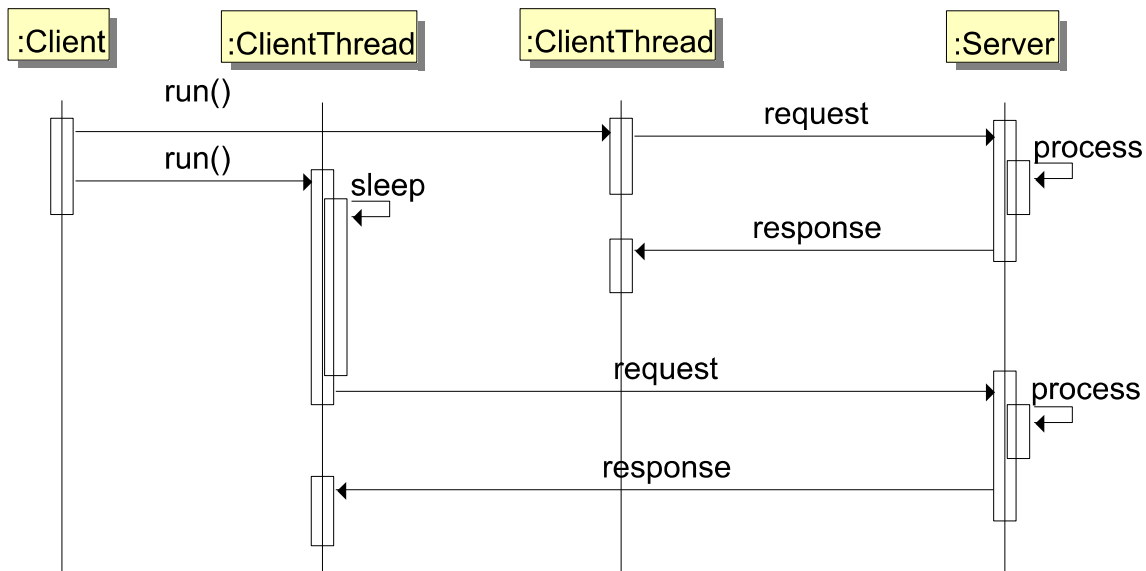 :Client
:ClientThread
:ClientThread
:Server
run()
request
process
run()
sleep
response
request
process
response